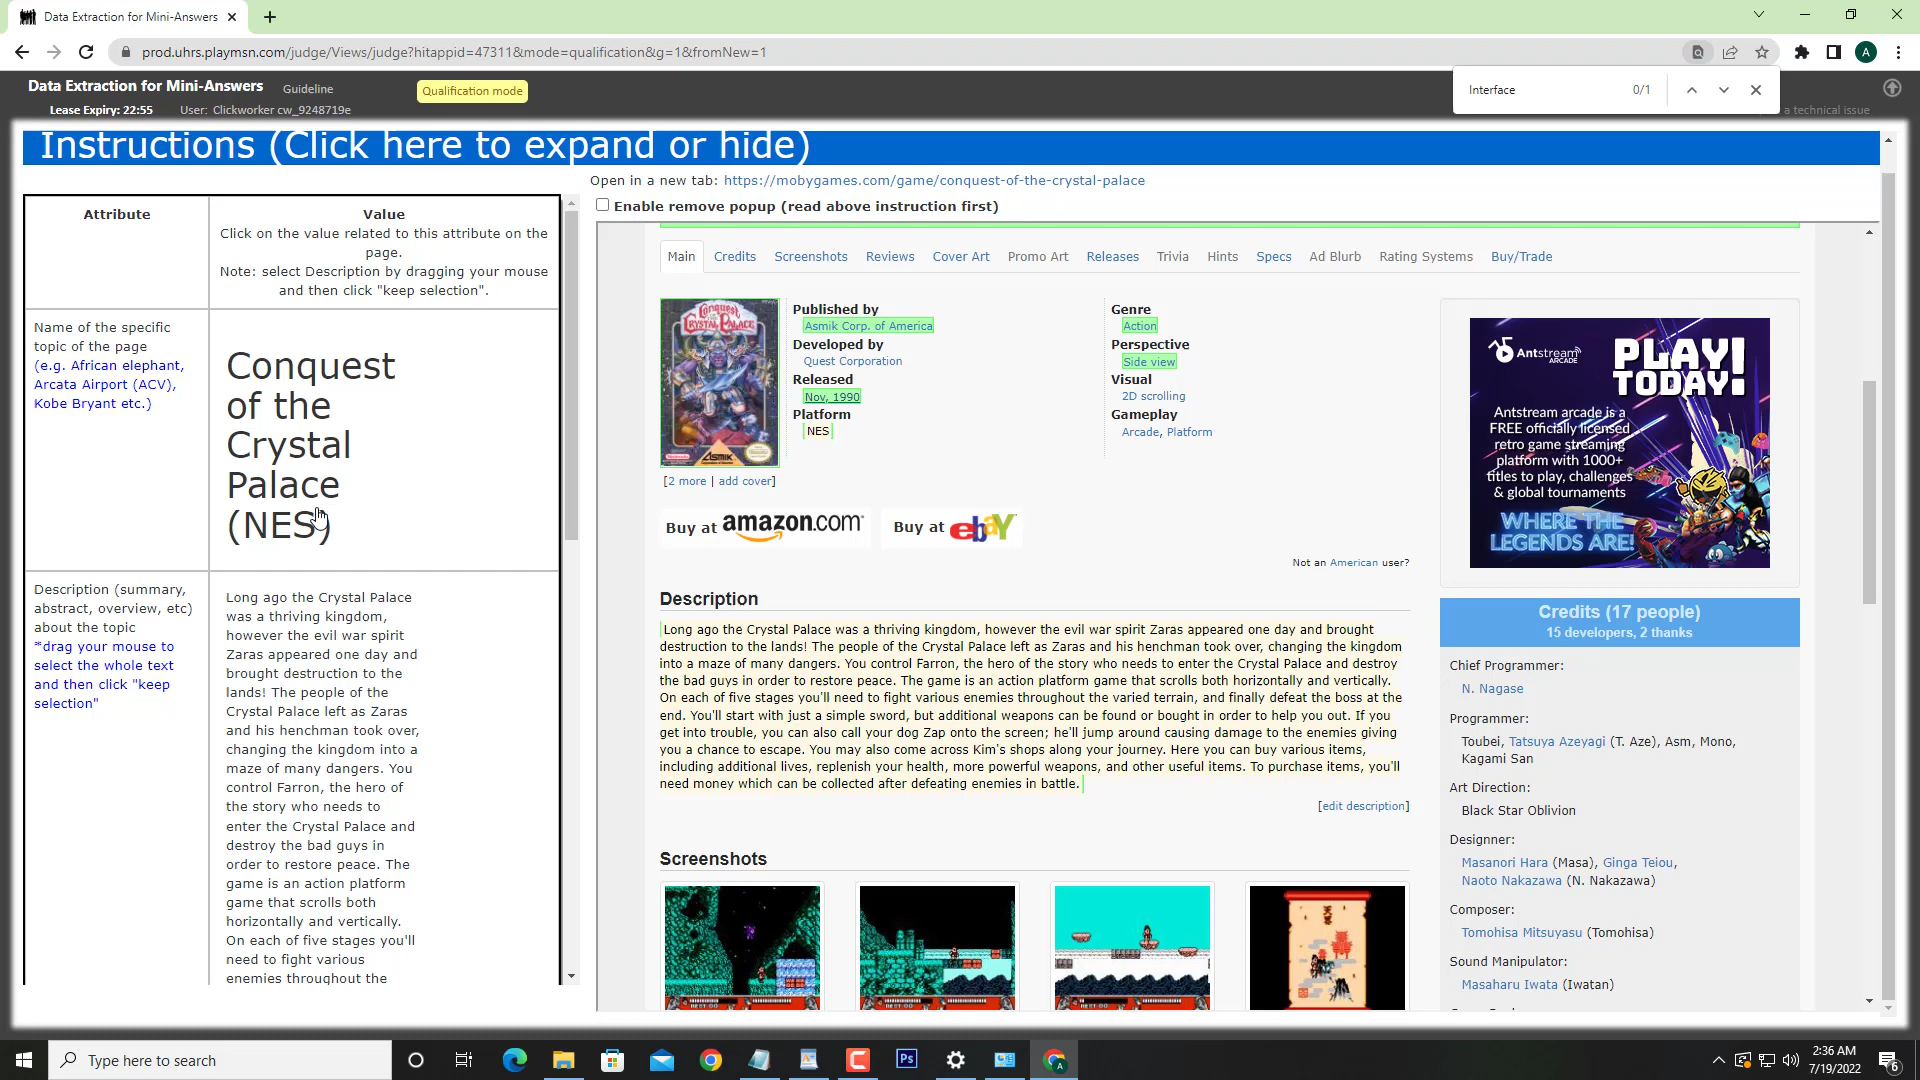 Data Extraction for Mini-Answers
prod.uhrs.playmsn.com/judge/Views/judge?hitappid=47311&mode=qualification&g=1&fromNew=1
A
Data Extraction for Mini-Answers
Guideline
Qualification mode
Lease Expiry: 22:55
User: Clickworker cw_9248719e
Interface
0/1
a technical issue
Instructions (Click here to expand or hide)
Open in a new tab: https://mobygames.com/game/conquest-of-the-crystal-palace
Enable remove popup (read above instruction first)
Attribute
Value
Click on the value related to this attribute on the
page.
Note: select Description by dragging your mouse
and then click "keep selection".
Name of the specific
topic of the page
(e.g. African elephant,
Arcata Airport (ACV),
Kobe Bryant etc.)
Conquest
of the
Crystal
Palace
(NES)
Description (summary,
abstract, overview, etc)
about the topic
*drag your mouse to
select the whole text
and then click "keep
selection"
Long ago the Crystal Palace
was a thriving kingdom,
however the evil war spirit
Zaras appeared one day and
brought destruction to the
lands! The people of the
Crystal Palace left as Zaras
and his henchman took over,
changing the kingdom into a
maze of many dangers. You
control Farron, the hero of
the story who needs to
enter the Crystal Palace and
destroy the bad guys in
order to restore peace. The
game is an action platform
game that scrolls both
horizontally and vertically.
On each of five stages you'll
need to fight various
enemies throughout the
Main
Credits
Screenshots
Reviews
Cover Art
Promo Art
Releases
Trivia
Hints
Specs
Ad Blurb
Rating Systems
Buy/Trade
Conquest
of the
CRYSTAL PALACE
ASMIK
Published by
Asmik Corp. of America
Developed by
Quest Corporation
Released
Nov, 1990
Platform
NES
Genre
Action
Perspective
Side view
Visual
2D scrolling
Gameplay
Arcade, Platform
[2 more | add cover]
Buy at amazon.com
Buy at ebay
Not an American user?
Description
Long ago the Crystal Palace was a thriving kingdom, however the evil war spirit Zaras appeared one day and brought
destruction to the lands! The people of the Crystal Palace left as Zaras and his henchman took over, changing the kingdom
into a maze of many dangers. You control Farron, the hero of the story who needs to enter the Crystal Palace and destroy
the bad guys in order to restore peace. The game is an action platform game that scrolls both horizontally and vertically.
On each of five stages you'll need to fight various enemies throughout the varied terrain, and finally defeat the boss at the
end. You'll start with just a simple sword, but additional weapons can be found or bought in order to help you out. If you
get into trouble, you can also call your dog Zap onto the screen; he'll jump around causing damage to the enemies giving
you a chance to escape. You may also come across Kim's shops along your journey. Here you can buy various items,
including additional lives, replenish your health, more powerful weapons, and other useful items. To purchase items, you'll
need money which can be collected after defeating enemies in battle.
[edit description]
Screenshots
Antstream
ARCADE
PLAY!
TODAY!
Antstream arcade is a
FREE officially licensed
retro game streaming
platform with 1000+
titles to play, challenges
& global tournaments
WHERE THE
LEGENDS ARE!
Credits (17 people)
15 developers, 2 thanks
Chief Programmer:
N. Nagase
Programmer:
Toubei, Tatsuya Azeyagi (T. Aze), Asm, Mono,
Kagami San
Art Direction:
Black Star Oblivion
Designner:
Masanori Hara (Masa), Ginga Teiou,
Naoto Nakazawa (N. Nakazawa)
Composer:
Tomohisa Mitsuyasu (Tomohisa)
Sound Manipulator:
Masaharu Iwata (Iwatan)
Type here to search
Ps
A
2:36 AM
7/19/2022
6